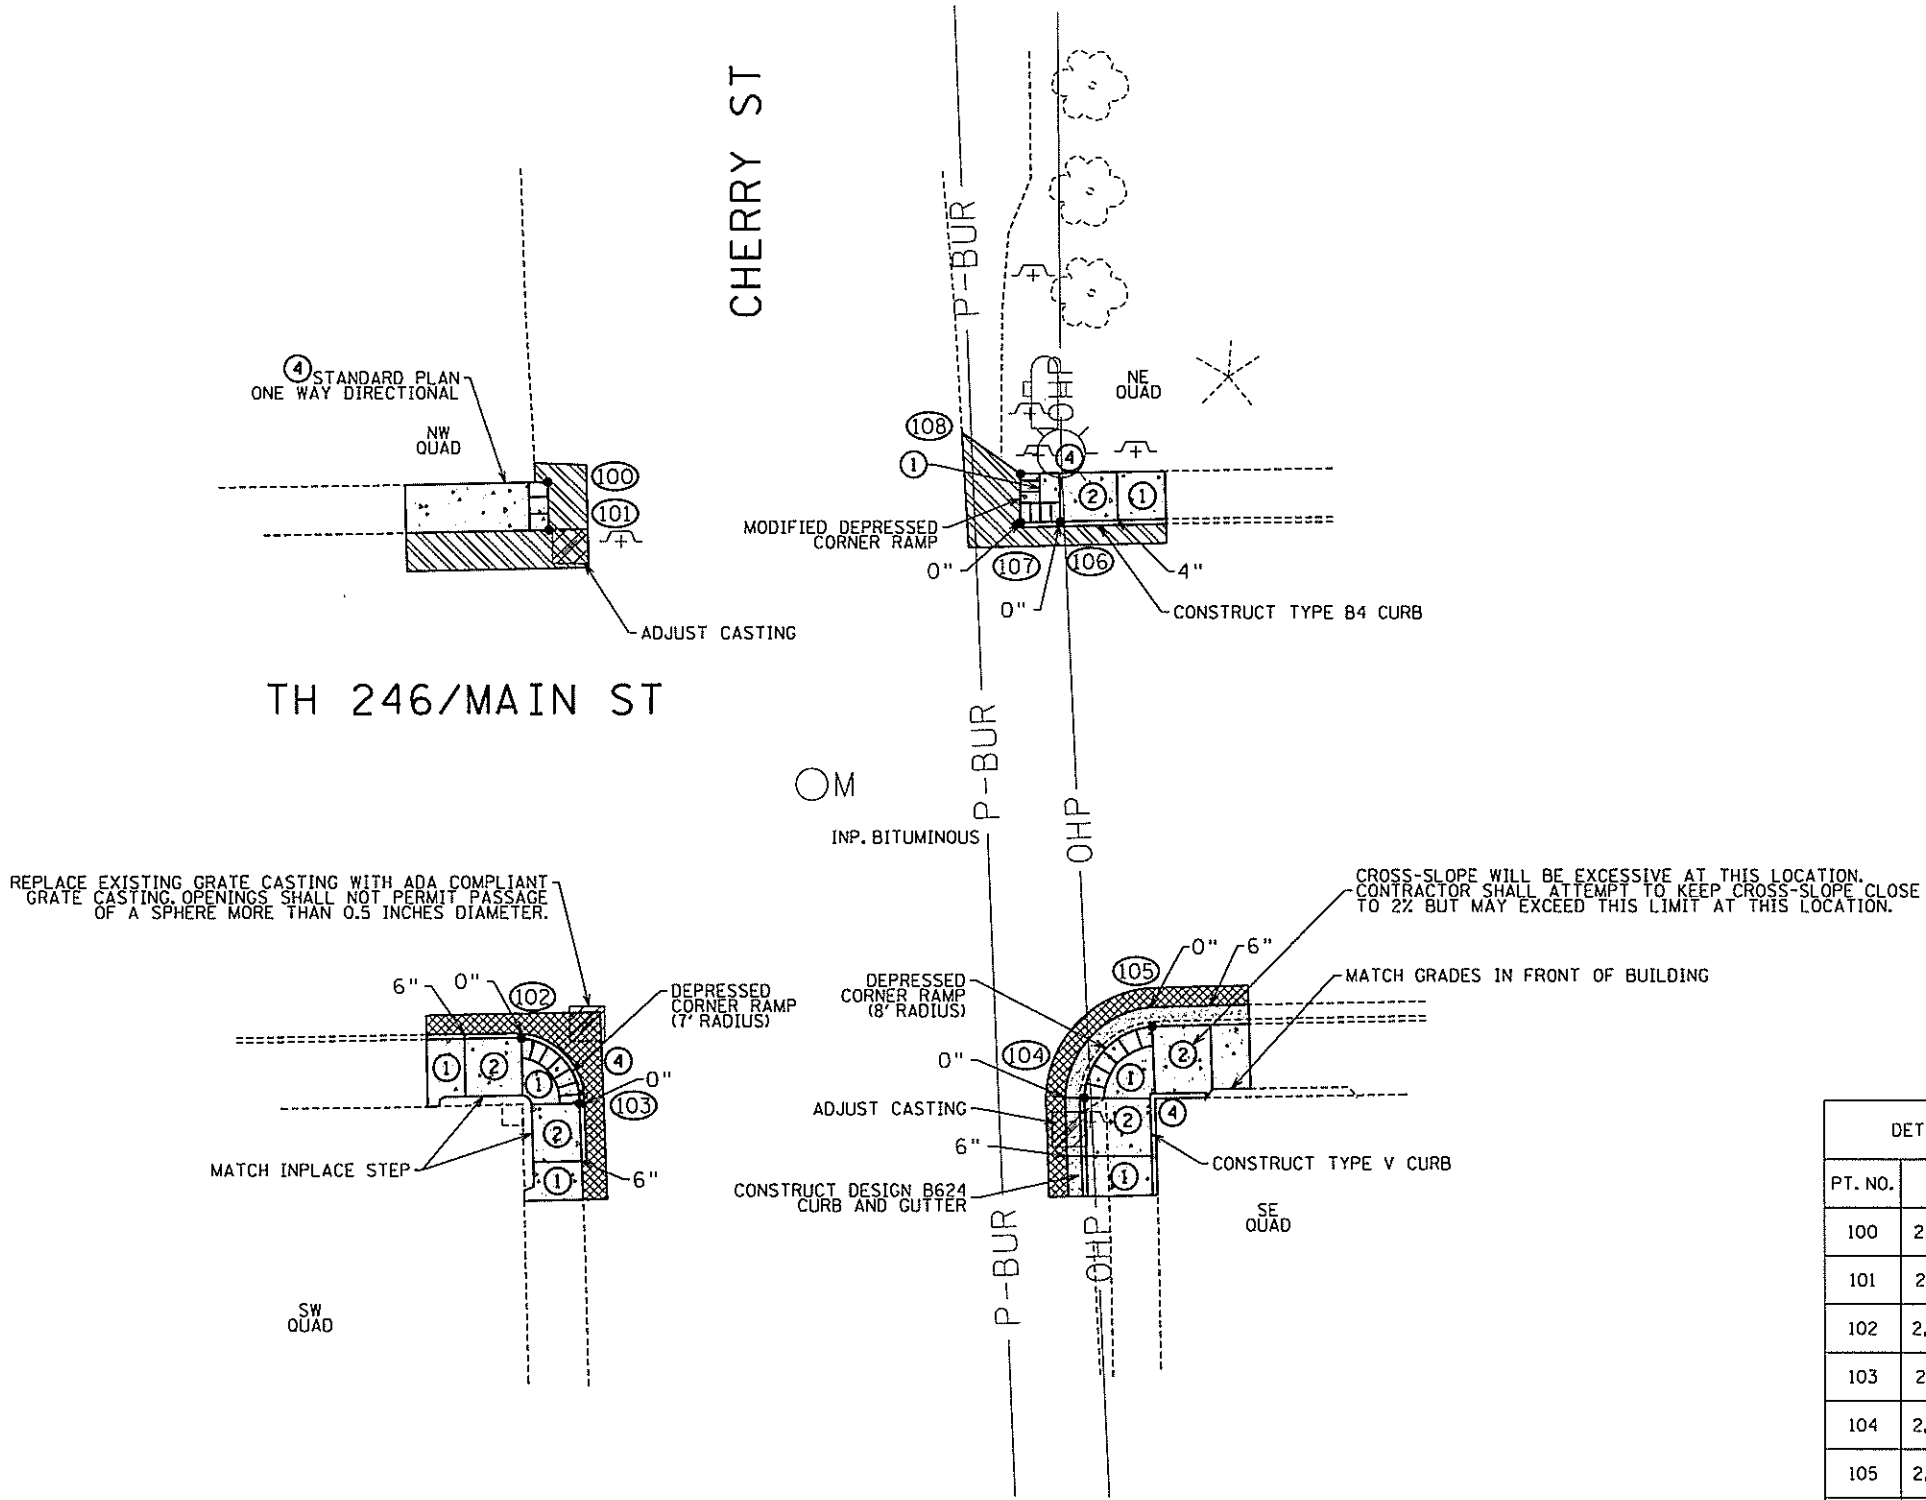 CHERRY ST
P-BUR
OHP
4 STANDARD PLAN
ONE WAY DIRECTIONAL
NW
QUAD
100
101
ADJUST CASTING
TH 246/MAIN ST
NE
QUAD
108
1
4
2
1
MODIFIED DEPRESSED
CORNER RAMP
0"
107
106
4"
0"
CONSTRUCT TYPE B4 CURB
P-BUR
M
INP. BITUMINOUS
OHP
REPLACE EXISTING GRATE CASTING WITH ADA COMPLIANT
GRATE CASTING. OPENINGS SHALL NOT PERMIT PASSAGE
OF A SPHERE MORE THAN 0.5 INCHES DIAMETER.
6"
0"
102
DEPRESSED
CORNER RAMP
(7' RADIUS)
1
2
1
4
0"
103
2
1
6"
MATCH INPLACE STEP
SW
QUAD
CROSS-SLOPE WILL BE EXCESSIVE AT THIS LOCATION.
CONTRACTOR SHALL ATTEMPT TO KEEP CROSS-SLOPE CLOSE
TO 2% BUT MAY EXCEED THIS LIMIT AT THIS LOCATION.
DEPRESSED
CORNER RAMP
(8' RADIUS)
105
0"
6"
MATCH GRADES IN FRONT OF BUILDING
104
0"
2
1
ADJUST CASTING
2
4
6"
1
CONSTRUCT TYPE V CURB
CONSTRUCT DESIGN B624
CURB AND GUTTER
SE
QUAD
P-BUR
OHP
DET
PT. NO.
100 2
101 2
102 2,
103 2
104 2,
105 2,